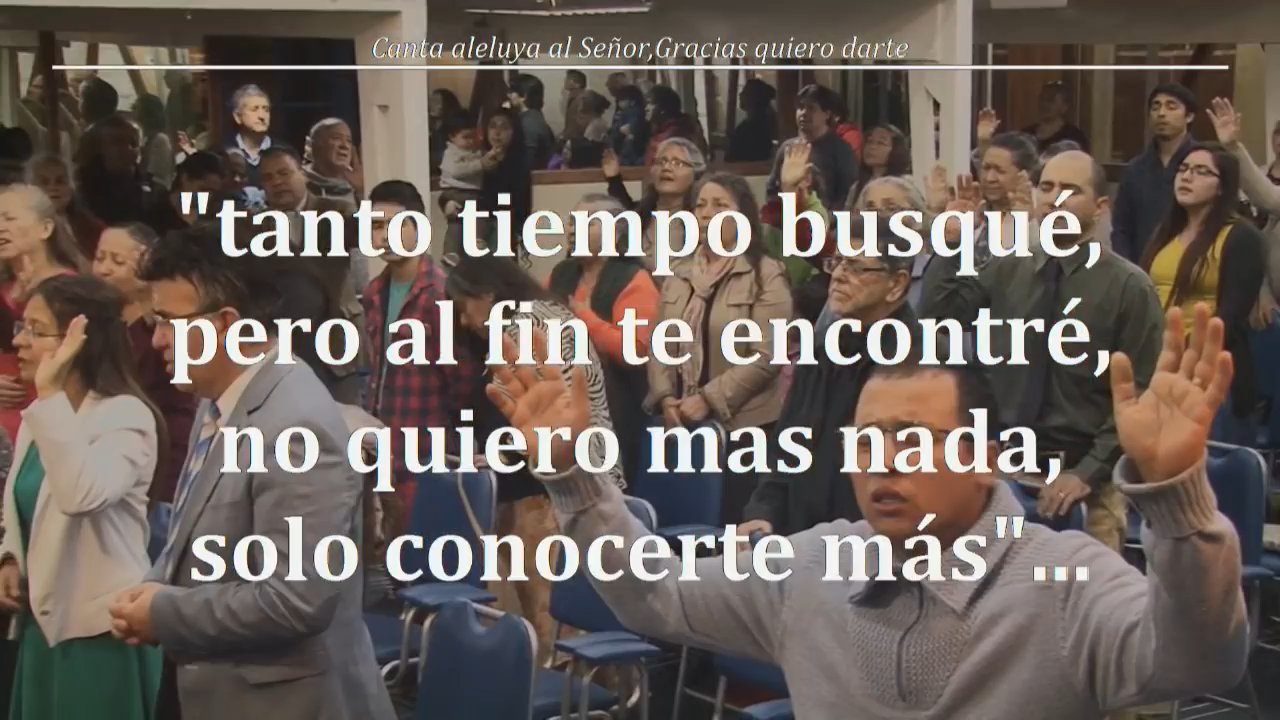 Canta aleluya al Señor,Gracias quiero darte
"tanto tiempo busqué,
pero al fin te encontré,
no quiero mas nada,
solo conocerte más"...